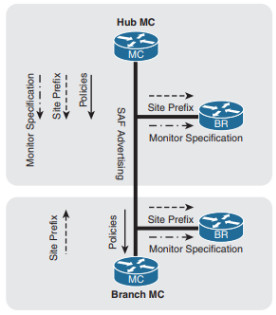 Hub MC
MC
Monitor Specification
Site Prefix
Policies
SAF Advertising
Site Prefix
BR
Monitor Specification
Site Prefix
Policies
Site Prefix
BR
Monitor Specification
MC
Branch MC